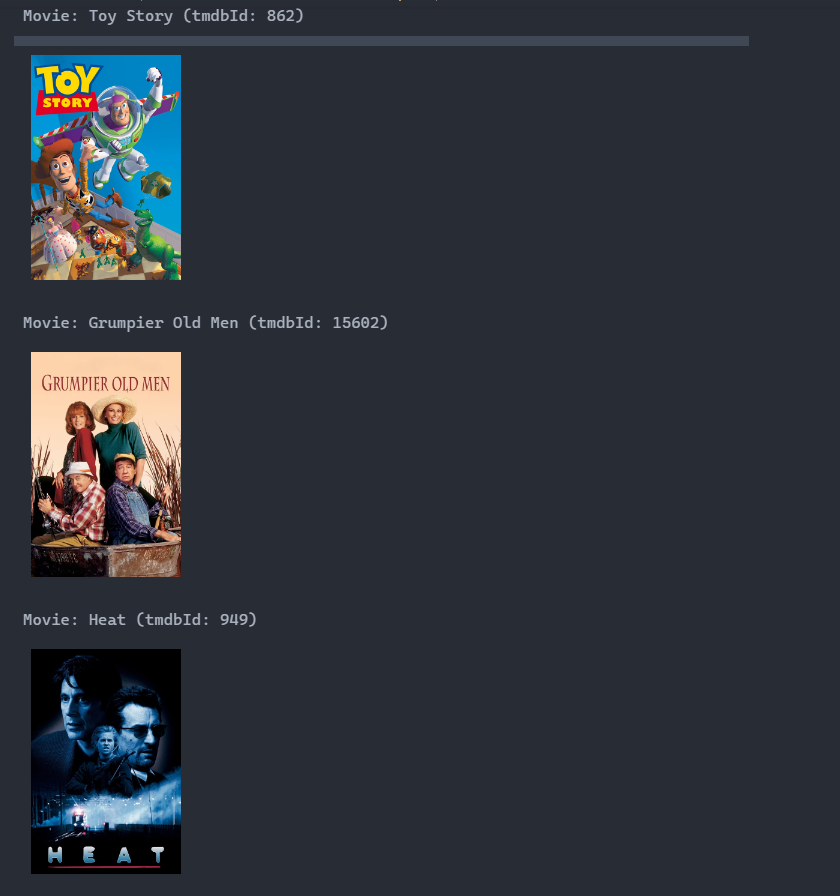 Movie: Toy Story (tmdbId: 862)
TOY
STORY
Movie: Grumpier Old Men (tmdbId: 15602)
GRUMPIER OLD MEN
Movie: Heat (tmdbId: 949)
HEAT